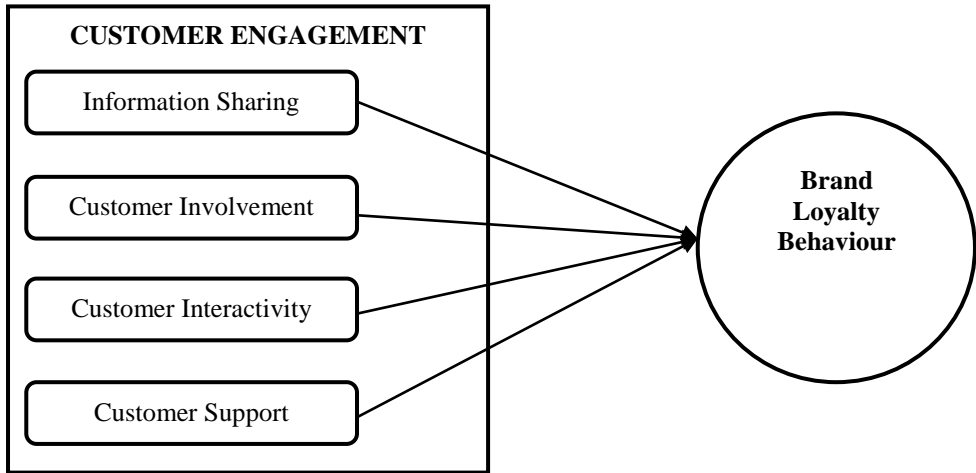 CUSTOMER ENGAGEMENT
Information Sharing
Customer Involvement
Customer Interactivity
Customer Support
Brand
Loyalty
Behaviour